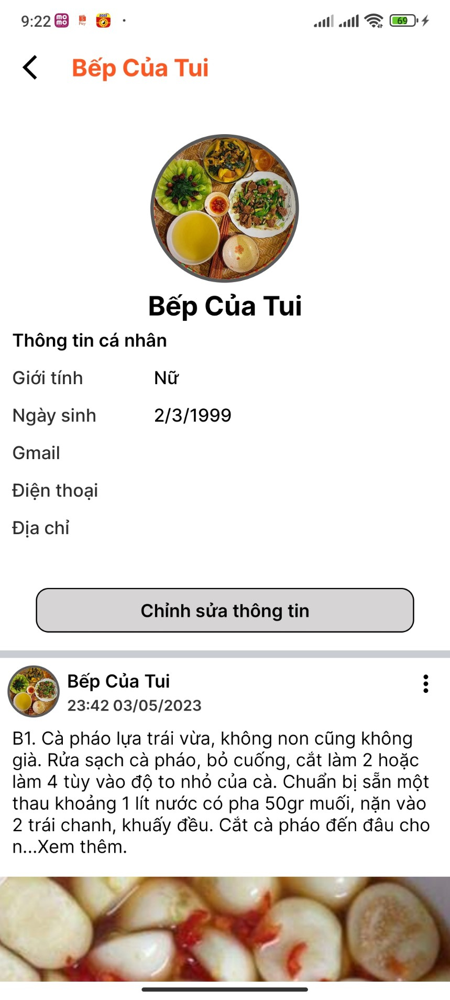 9:22
mo
mo
S
Pay
2023
69
Bếp Của Tui
Bếp Của Tui
Thông tin cá nhân
Giới tính Nữ
Ngày sinh 2/3/1999
Gmail
Điện thoại
Địa chỉ
Chỉnh sửa thông tin
Bếp Của Tui
23:42 03/05/2023
B1. Cà pháo lựa trái vừa, không non cũng không
già. Rửa sạch cà pháo, bỏ cuống, cắt làm 2 hoặc
làm 4 tùy vào độ to nhỏ của cà. Chuẩn bị sẵn một
thau khoảng 1 lít nước có pha 50gr muối, nặn vào
2 trái chanh, khuấy đều. Cắt cà pháo đến đâu cho
n...Xem thêm.